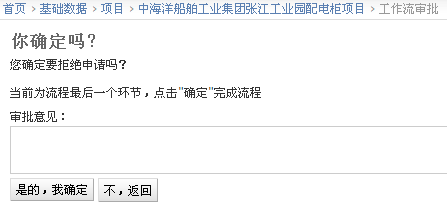 首页 > 基础数据 > 项目 > 中海洋船舶工业集团张江工业园配电柜项目 > 工作流审批
你确定吗?
您确定要拒绝申请吗?
当前为流程最后一个环节，点击"确定"完成流程
审批意见：
是的，我确定 不，返回